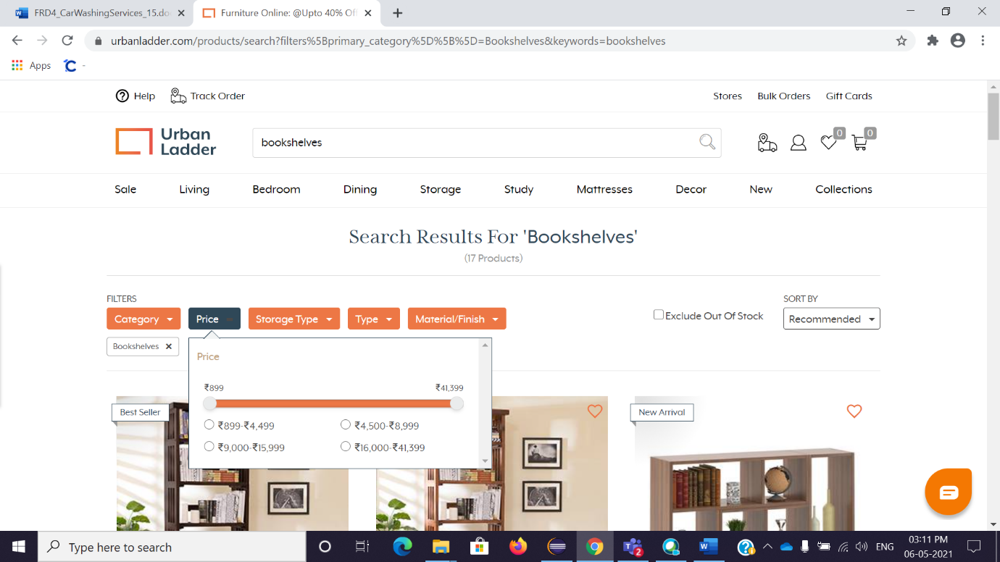 FRD4_CarWashingServices_15.do
Furniture Online: @Upto 40% Off
urbanladder.com/products/search?filters%5Bprimary_category%5D%5B%5D=Bookshelves&keywords=bookshelves
Apps
Help Track Order Stores Bulk Orders Gift Cards
Urban
Ladder
bookshelves
0 0
Sale Living Bedroom Dining Storage Study Mattresses Decor New Collections
Search Results For 'Bookshelves'
(17 Products)
FILTERS
SORT BY
Category Price Storage Type Type Material/Finish
Exclude Out Of Stock
Recommended
Bookshelves
Price
₹899 ₹41,399
₹899-₹4,499 ₹4,500-₹8,999
₹9,000-₹15,999 ₹16,000-₹41,399
Best Seller
New Arrival
Type here to search
2
ENG
03:11 PM
06-05-2021